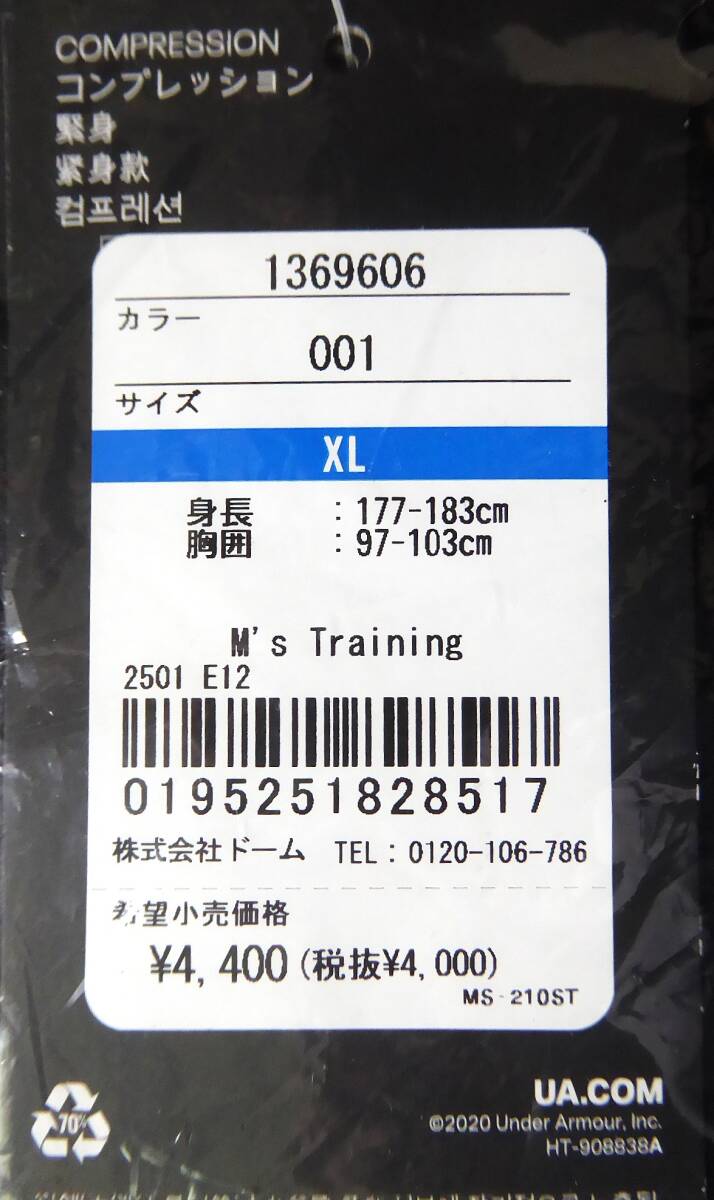 COMPRESSION
コンプレッション
緊身
紧身款
컴프레션
1369606
カラー
001
サイズ
XL
身長 : 177-183cm
胸囲 : 97-103cm
M's Training
2501 E12
0195251828517
株式会社ドーム TEL : 0120-106-786
希望小売価格
¥4,400 (税抜¥4,000)
MS-210ST
70%
UA.COM
©2020 Under Armour, Inc.
HT-908838A